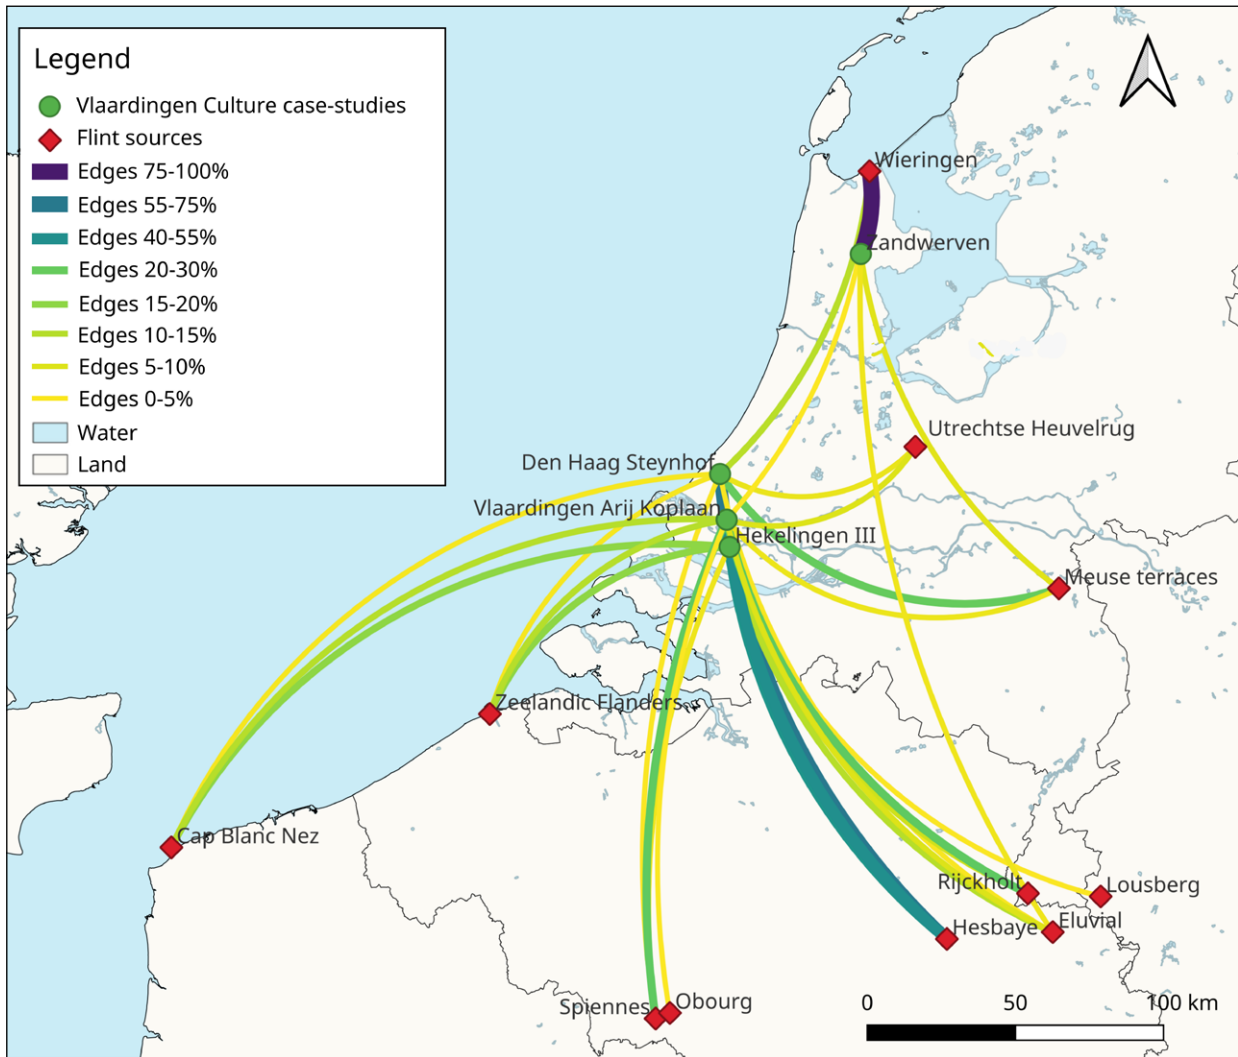 Legend
Vlaardingen Culture case-studies
Flint sources
Edges 75-100%
Edges 55-75%
Edges 40-55%
Edges 20-30%
Edges 15-20%
Edges 10-15%
Edges 5-10%
Edges 0-5%
Water
Land
Wieringen
Zandwerven
Utrechtse Heuvelrug
Den Haag Steynhof
Vlaardingen Arij Koplaan
Hekelingen III
Meuse terraces
Zeelandic Flanders
Cap Blanc Nez
Rijckholt
Lousberg
Hesbaye
Eluvial
Spiennes
Obourg
0 50 100 km